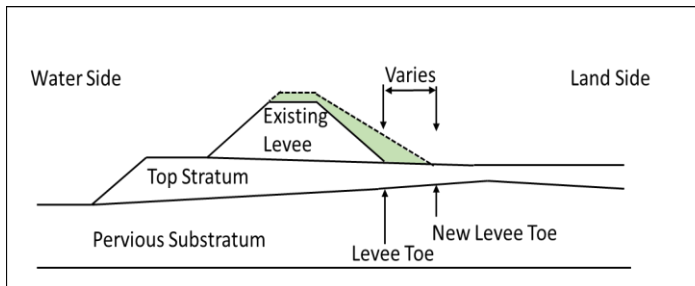 Water Side
Varies
Land Side
Existing
Levee
Top Stratum
Pervious Substratum
New Levee Toe
Levee Toe